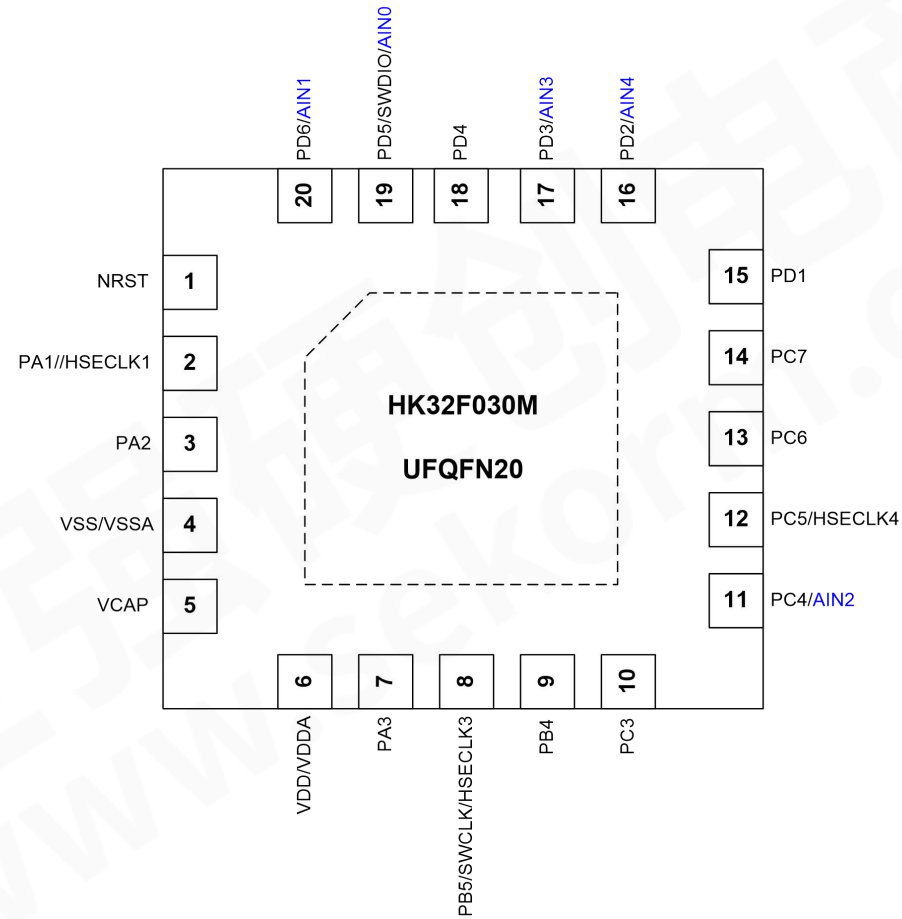 PD6/AIN1
PD5/SWDIO/AIN0
PD4
PD3/AIN3
PD2/AIN4
20
19
18
17
16
NRST 1
PA1//HSECLK1 2
PA2 3
VSS/VSSA 4
VCAP 5
HK32F030M
UFQFN20
15 PD1
14 PC7
13 PC6
12 PC5/HSECLK4
11 PC4/AIN2
6
7
8
9
10
VDD/VDDA
PA3
PB5/SWCLK/HSECLK3
PB4
PC3
www.sekorm.c